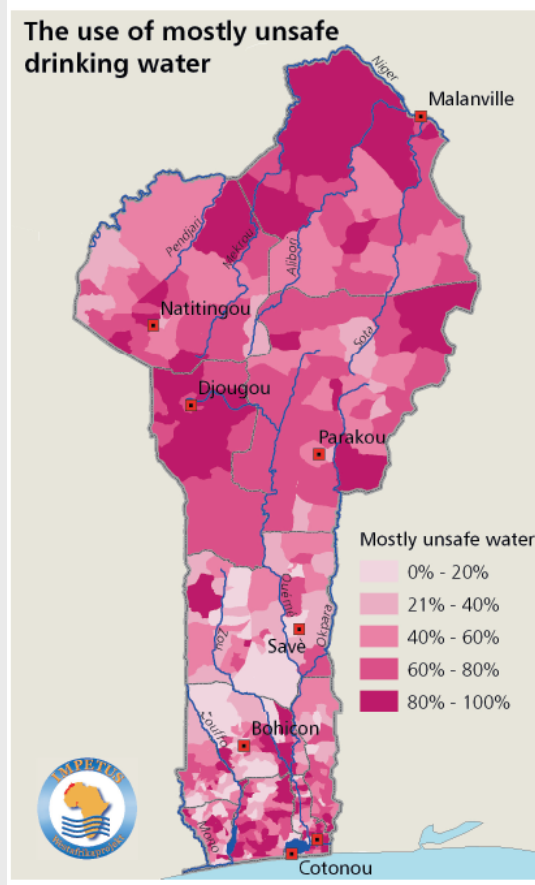 The use of mostly unsafe
drinking water
Niger
Malanville
Pendjari
Mekrou
Alibori
Natitingou
Sota
Djougou
Parakou
Mostly unsafe water
0% - 20%
21% - 40%
40% - 60%
60% - 80%
80% - 100%
Ouémé
Okpara
Zou
Savè
Couffo
Bohicon
IMPETUS
Westafrikaprojekt
Mono
Cotonou